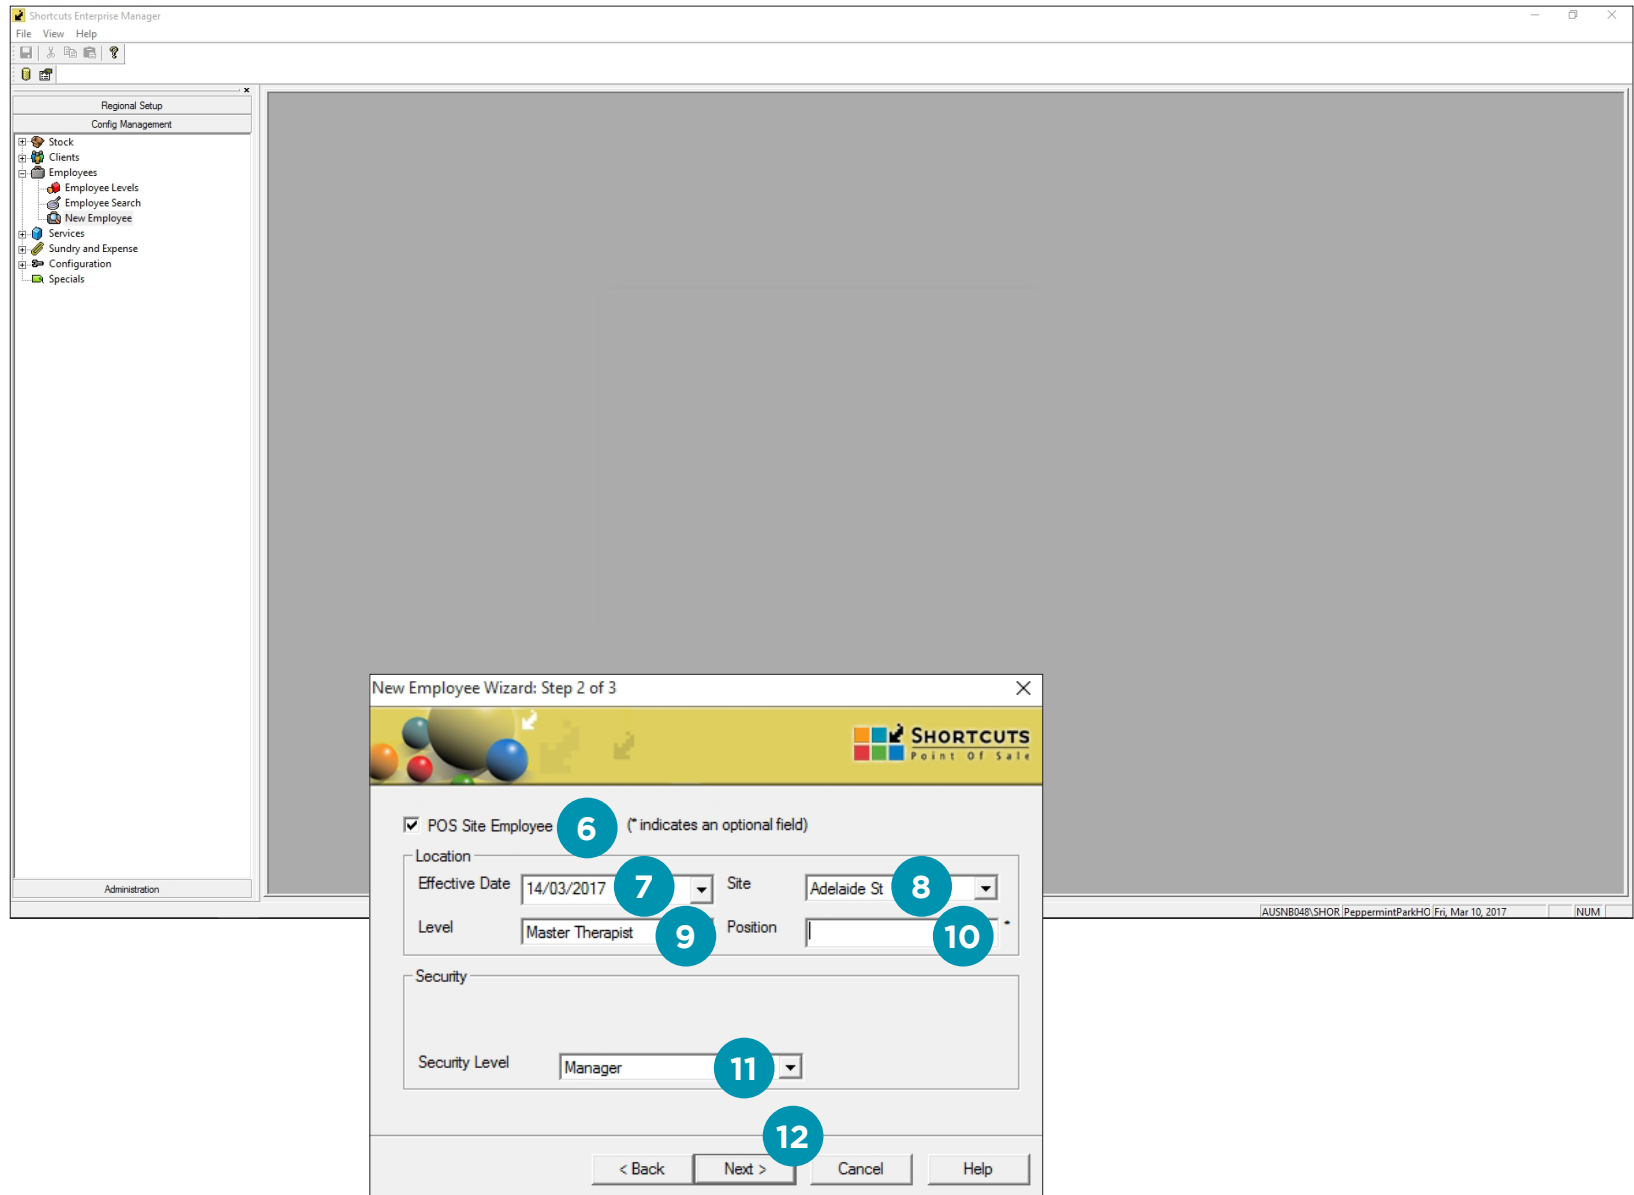 Shortcuts Enterprise Manager
File View Help
Regional Setup
Config Management
Stock
Clients
Employees
Employee Levels
Employee Search
New Employee
Services
Sundry and Expense
Configuration
Specials
Administration
AUSNB048\SHOR PeppermintParkHO Fri, Mar 10, 2017 NUM
New Employee Wizard: Step 2 of 3
SHORTCUTS
Point Of Sale
POS Site Employee 6 (* indicates an optional field)
Location
Effective Date 14/03/2017 7 Site Adelaide St 8
Level Master Therapist 9 Position 10 *
Security
Security Level Manager 11
12
< Back Next > Cancel Help